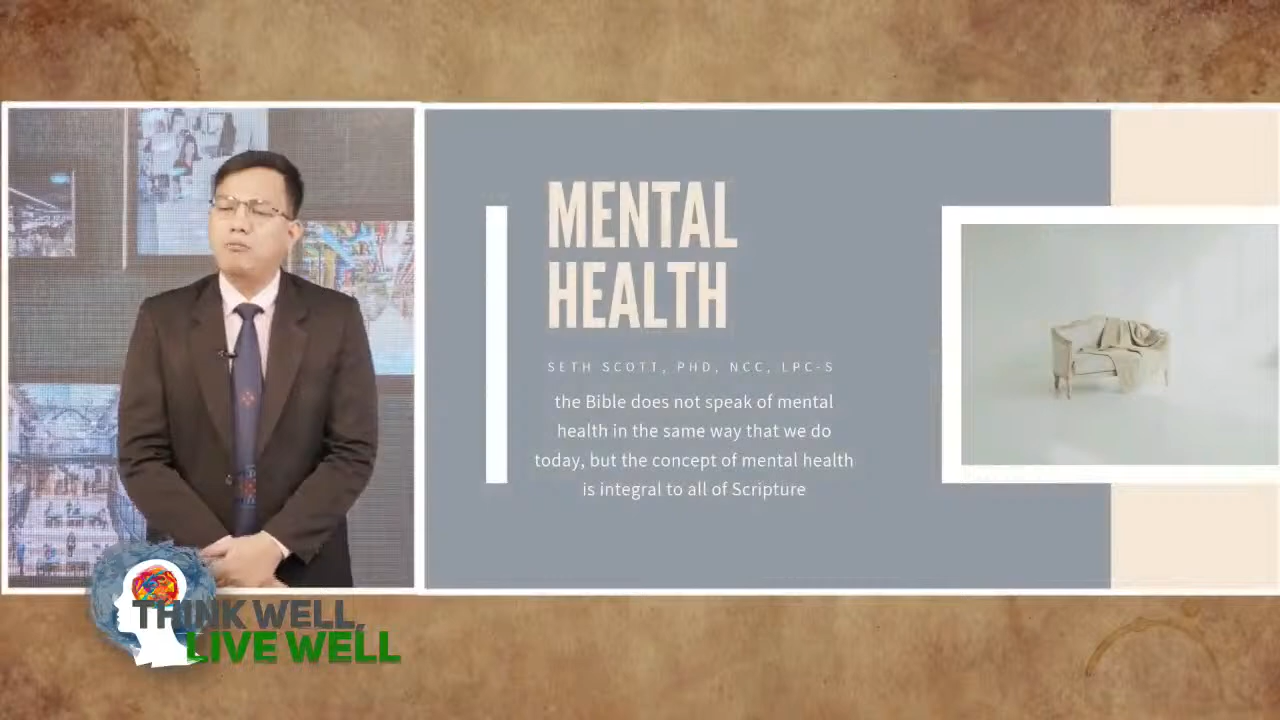 MENTAL
HEALTH
SETH SCOTT, PHD, NCC, LPC-S
the Bible does not speak of mental
health in the same way that we do
today, but the concept of mental health
is integral to all of Scripture
THINK WELL,
LIVE WELL